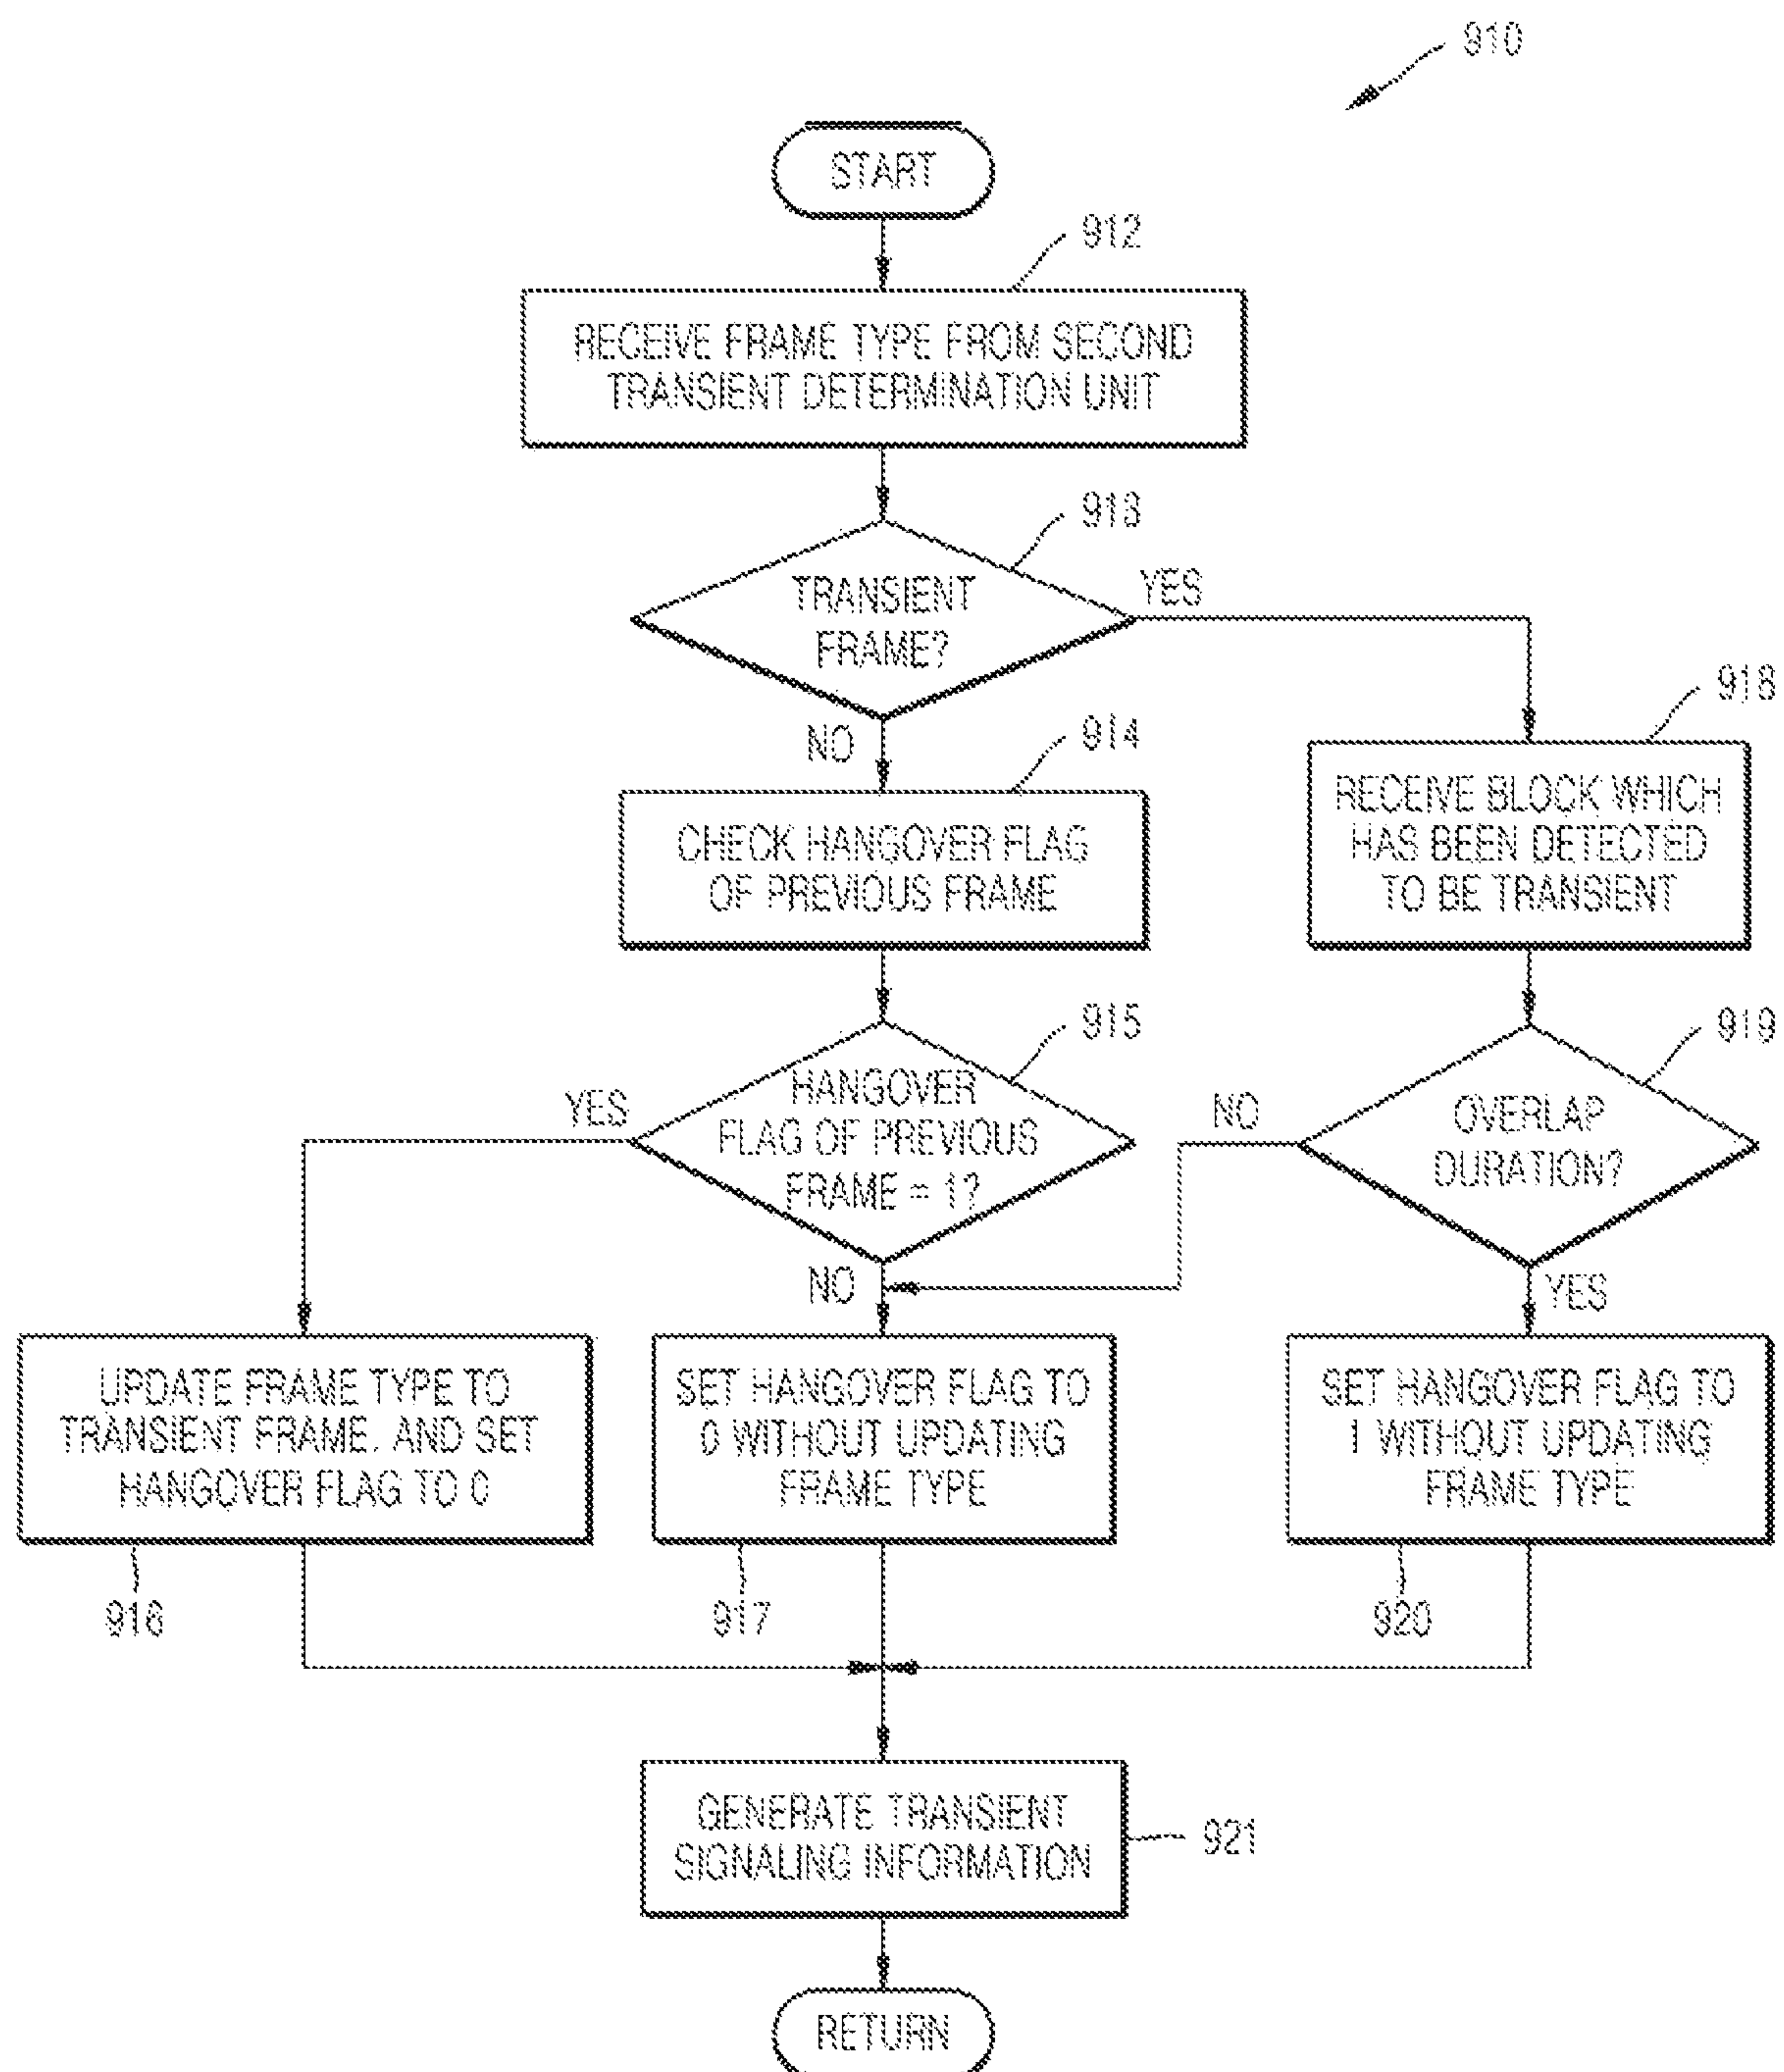 910
START
912
RECEIVE FRAME TYPE FROM SECOND
TRANSIENT DETERMINATION UNIT
913
TRANSIENT
FRAME?
YES
NO
918
RECEIVE BLOCK WHICH
HAS BEEN DETECTED
TO BE TRANSIENT
914
CHECK HANGOVER FLAG
OF PREVIOUS FRAME
915
HANGOVER
FLAG OF PREVIOUS
FRAME = 1?
YES
NO
919
OVERLAP
DURATION?
NO
YES
UPDATE FRAME TYPE TO
TRANSIENT FRAME, AND SET
HANGOVER FLAG TO 0
916
SET HANGOVER FLAG TO
0 WITHOUT UPDATING
FRAME TYPE
917
SET HANGOVER FLAG TO
1 WITHOUT UPDATING
FRAME TYPE
920
GENERATE TRANSIENT
SIGNALING INFORMATION
921
RETURN